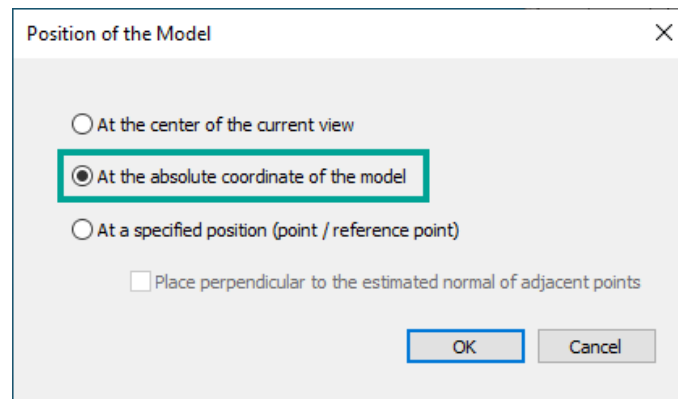 Position of the Model
At the center of the current view
At the absolute coordinate of the model
At a specified position (point / reference point)
Place perpendicular to the estimated normal of adjacent points
OK Cancel